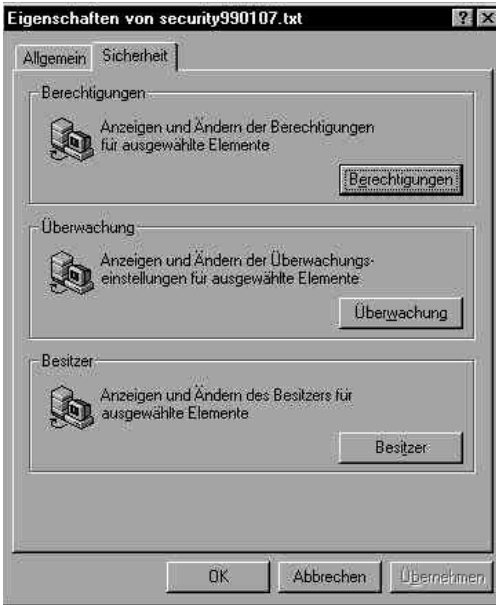 Eigenschaften von security990107.txt
Allgemein
Sicherheit
Berechtigungen
Anzeigen und Ändern der Berechtigungen
für ausgewählte Elemente
Berechtigungen
Überwachung
Anzeigen und Ändern der Überwachungs-
einstellungen für ausgewählte Elemente
Überwachung
Besitzer
Anzeigen und Ändern des Besitzers für
ausgewählte Elemente
Besitzer
OK
Abbrechen
Übernehmen